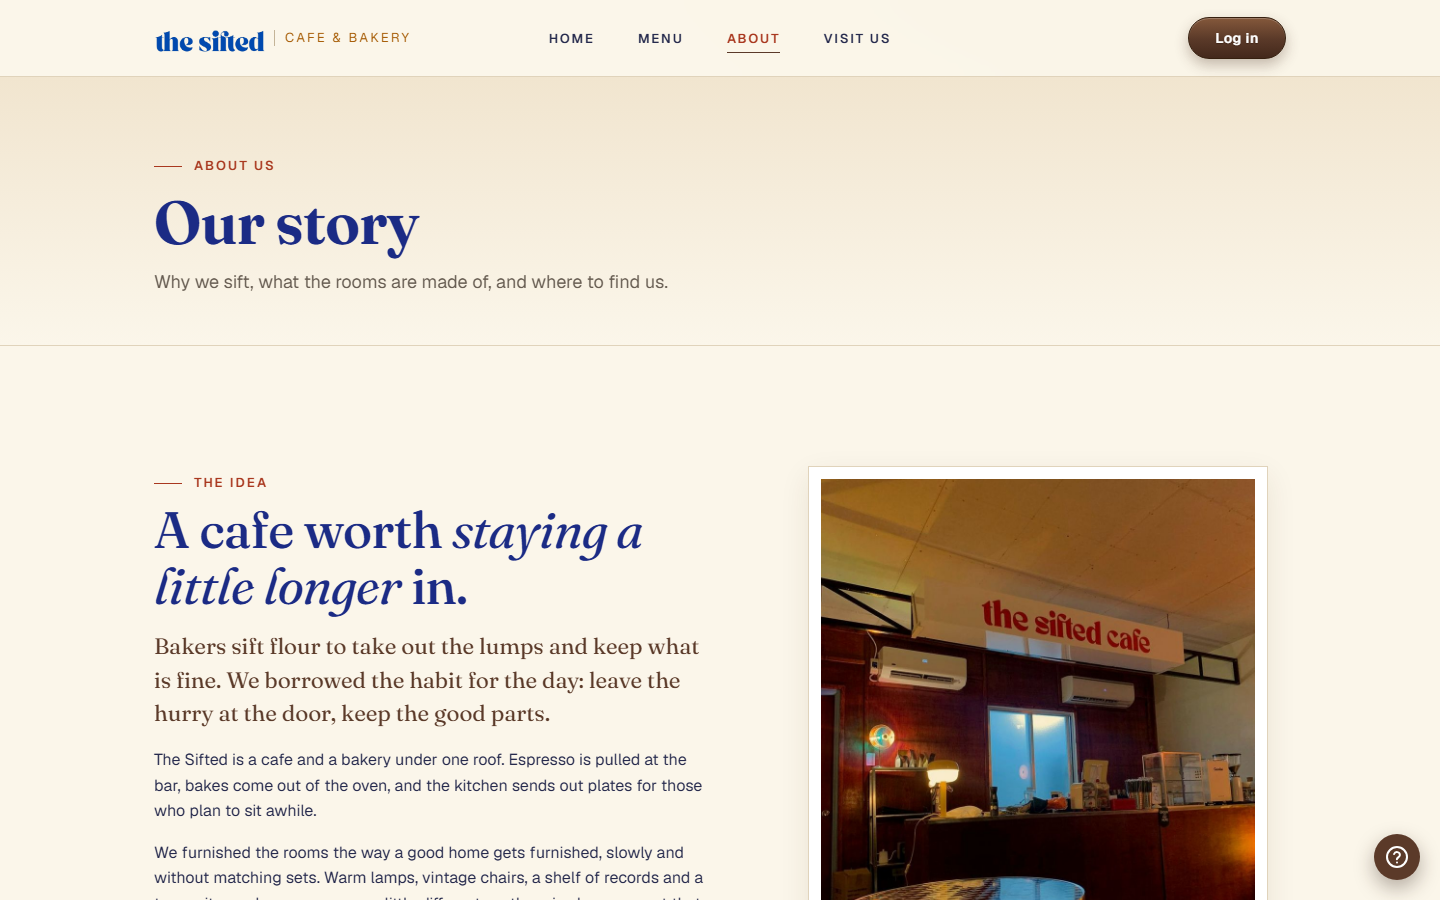 the sifted CAFE & BAKERY
HOME
MENU
ABOUT
VISIT US
Log in
ABOUT US
Our story
Why we sift, what the rooms are made of, and where to find us.
THE IDEA
A cafe worth staying a
little longer in.
Bakers sift flour to take out the lumps and keep what
is fine. We borrowed the habit for the day: leave the
hurry at the door, keep the good parts.
The Sifted is a cafe and a bakery under one roof. Espresso is pulled at the
bar, bakes come out of the oven, and the kitchen sends out plates for those
who plan to sit awhile.
We furnished the rooms the way a good home gets furnished, slowly and
without matching sets. Warm lamps, vintage chairs, a shelf of records and a
the sifted cafe